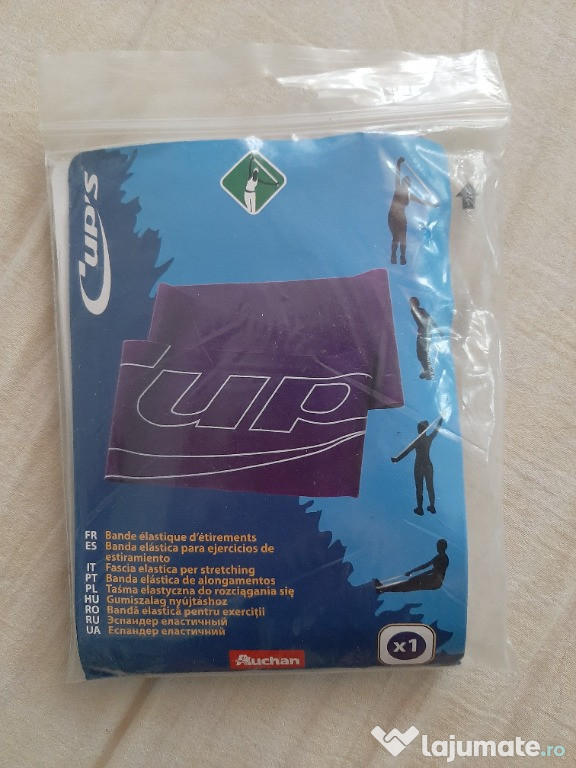 Cup's
up
FR Bande élastique d'étirements
ES Banda elástica para ejercicios de
estiramiento
IT Fascia elastica per stretching
PT Banda elástica de alongamentos
PL Taśma elastyczna do rozciągania się
HU Gumiszalag nyújtáshoz
RO Bandă elastică pentru exerciții
RU Эспандер еластичный
UA Еспандер еластичний
x1
Auchan
lajumate.ro